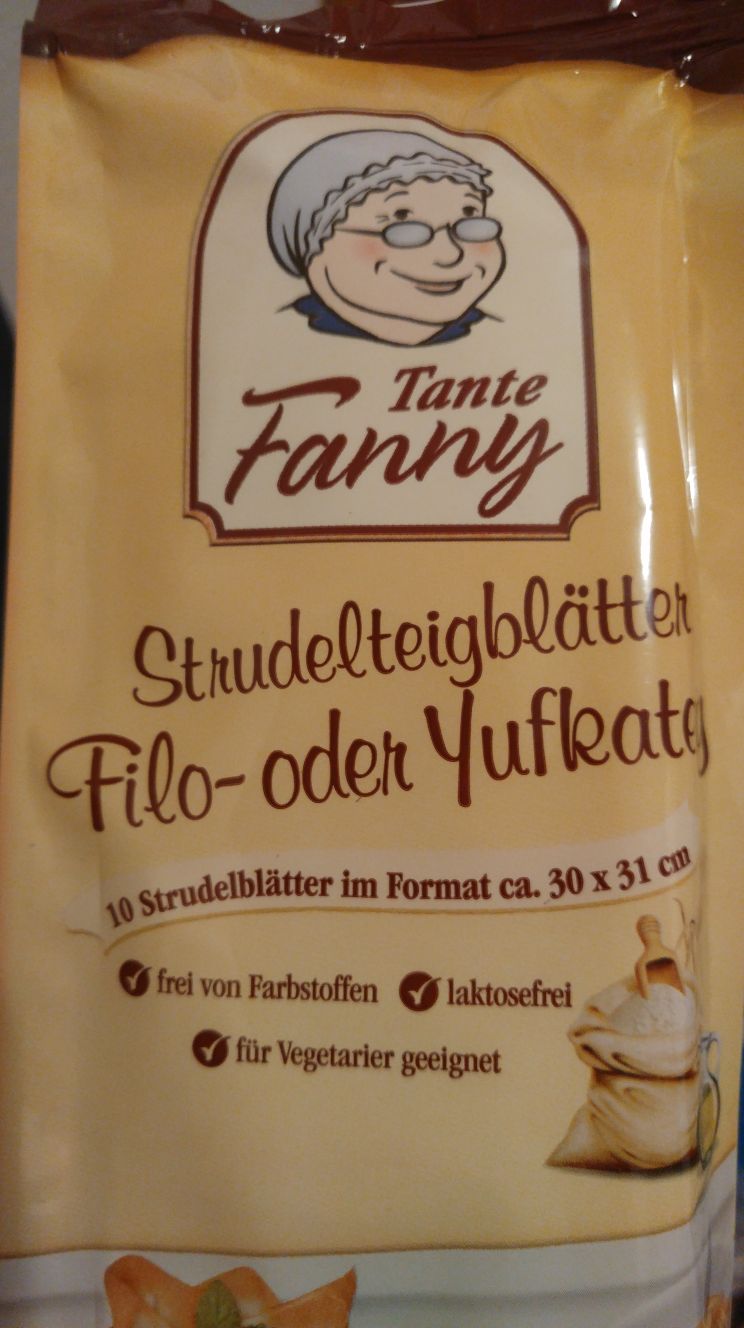 Tante
Fanny
Strudelteigblätter
Filo- oder
10 Strudelblätter im Format ca. 30 x 31 cm
frei von Farbstoffen laktosefrei
für Vegetarier geeignet